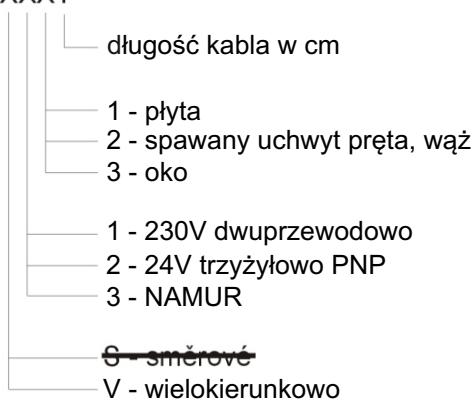 długość kabla w cm
1 - płyta
2 - spawany uchwyt pręta, wąż
3 - oko
1 - 230V dwuprzewodowo
2 - 24V trzyżyłowo PNP
3 - NAMUR
S - směrové
V - wielokierunkowo